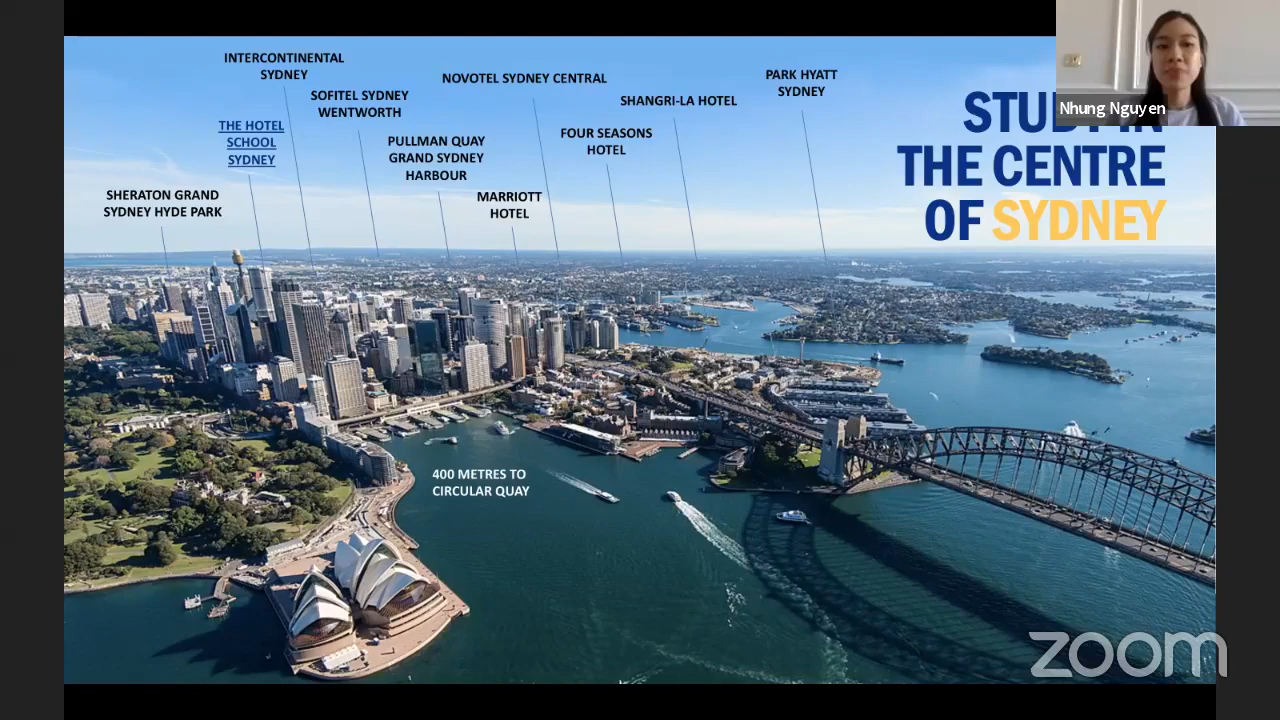 INTERCONTINENTAL
SYDNEY
SOFITEL SYDNEY
WENTWORTH
THE HOTEL
SCHOOL
SYDNEY
SHERATON GRAND
SYDNEY HYDE PARK
PULLMAN QUAY
GRAND SYDNEY
HARBOUR
NOVOTEL SYDNEY CENTRAL
MARRIOTT
HOTEL
FOUR SEASONS
HOTEL
SHANGRI-LA HOTEL
PARK HYATT
SYDNEY
Nhung Nguyen
STUDY IN
THE CENTRE
OF SYDNEY
400 METRES TO
CIRCULAR QUAY
zoom